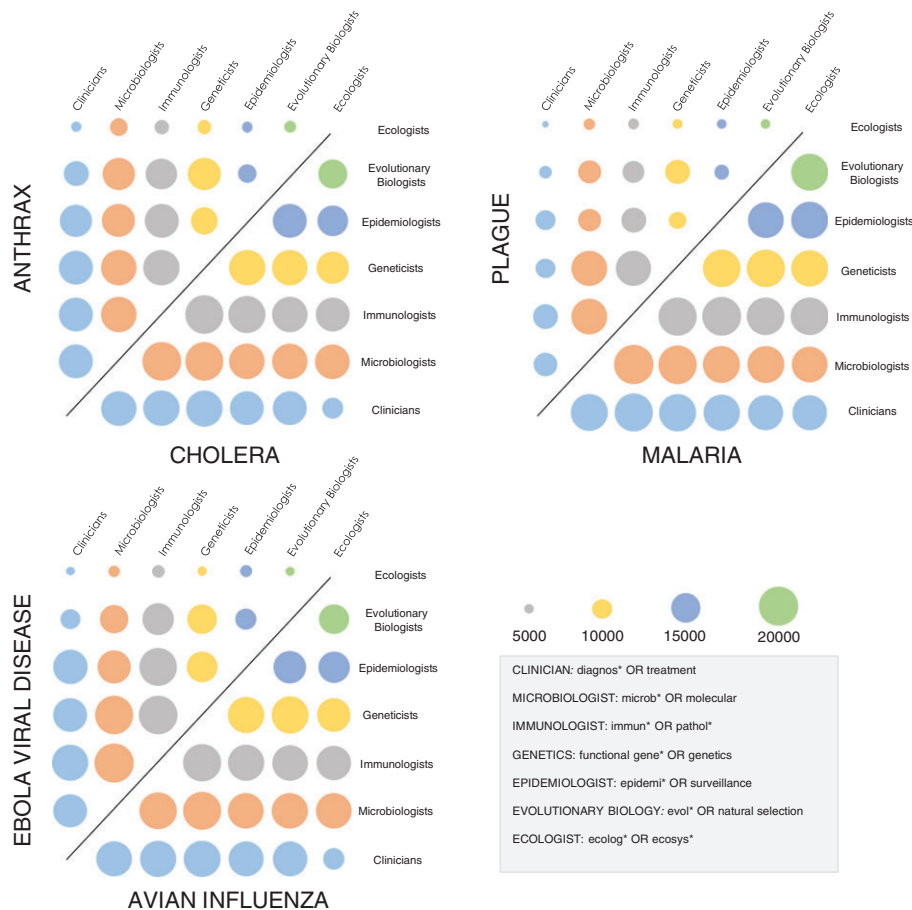 Clinicians
Microbiologists
Immunologists
Geneticists
Epidemiologists
Evolutionary Biologists
Ecologists
Ecologists
Evolutionary
Biologists
Epidemiologists
Geneticists
Immunologists
Microbiologists
Clinicians
ANTHRAX
CHOLERA
Clinicians
Microbiologists
Immunologists
Geneticists
Epidemiologists
Evolutionary Biologists
Ecologists
Ecologists
Evolutionary
Biologists
Epidemiologists
Geneticists
Immunologists
Microbiologists
Clinicians
PLAGUE
MALARIA
Clinicians
Microbiologists
Immunologists
Geneticists
Epidemiologists
Evolutionary Biologists
Ecologists
Ecologists
Evolutionary
Biologists
Epidemiologists
Geneticists
Immunologists
Microbiologists
Clinicians
EBOLA VIRAL DISEASE
AVIAN INFLUENZA
5000 10000 15000 20000
CLINICIAN: diagnos* OR treatment
MICROBIOLOGIST: microb* OR molecular
IMMUNOLOGIST: immun* OR pathol*
GENETICS: functional gene* OR genetics
EPIDEMIOLOGIST: epidemi* OR surveillance
EVOLUTIONARY BIOLOGY: evol* OR natural selection
ECOLOGIST: ecolog* OR ecosys*